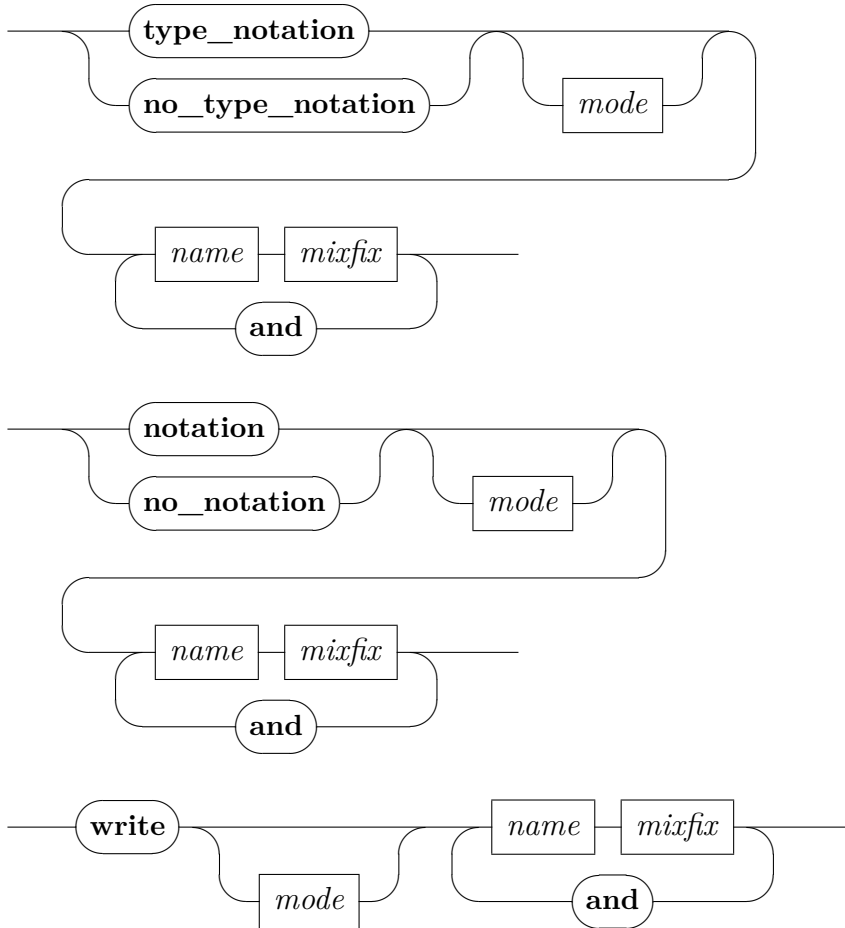 type_notation
no_type_notation mode
name mixfix
and
notation
no_notation mode
name mixfix
and
write name mixfix
mode and